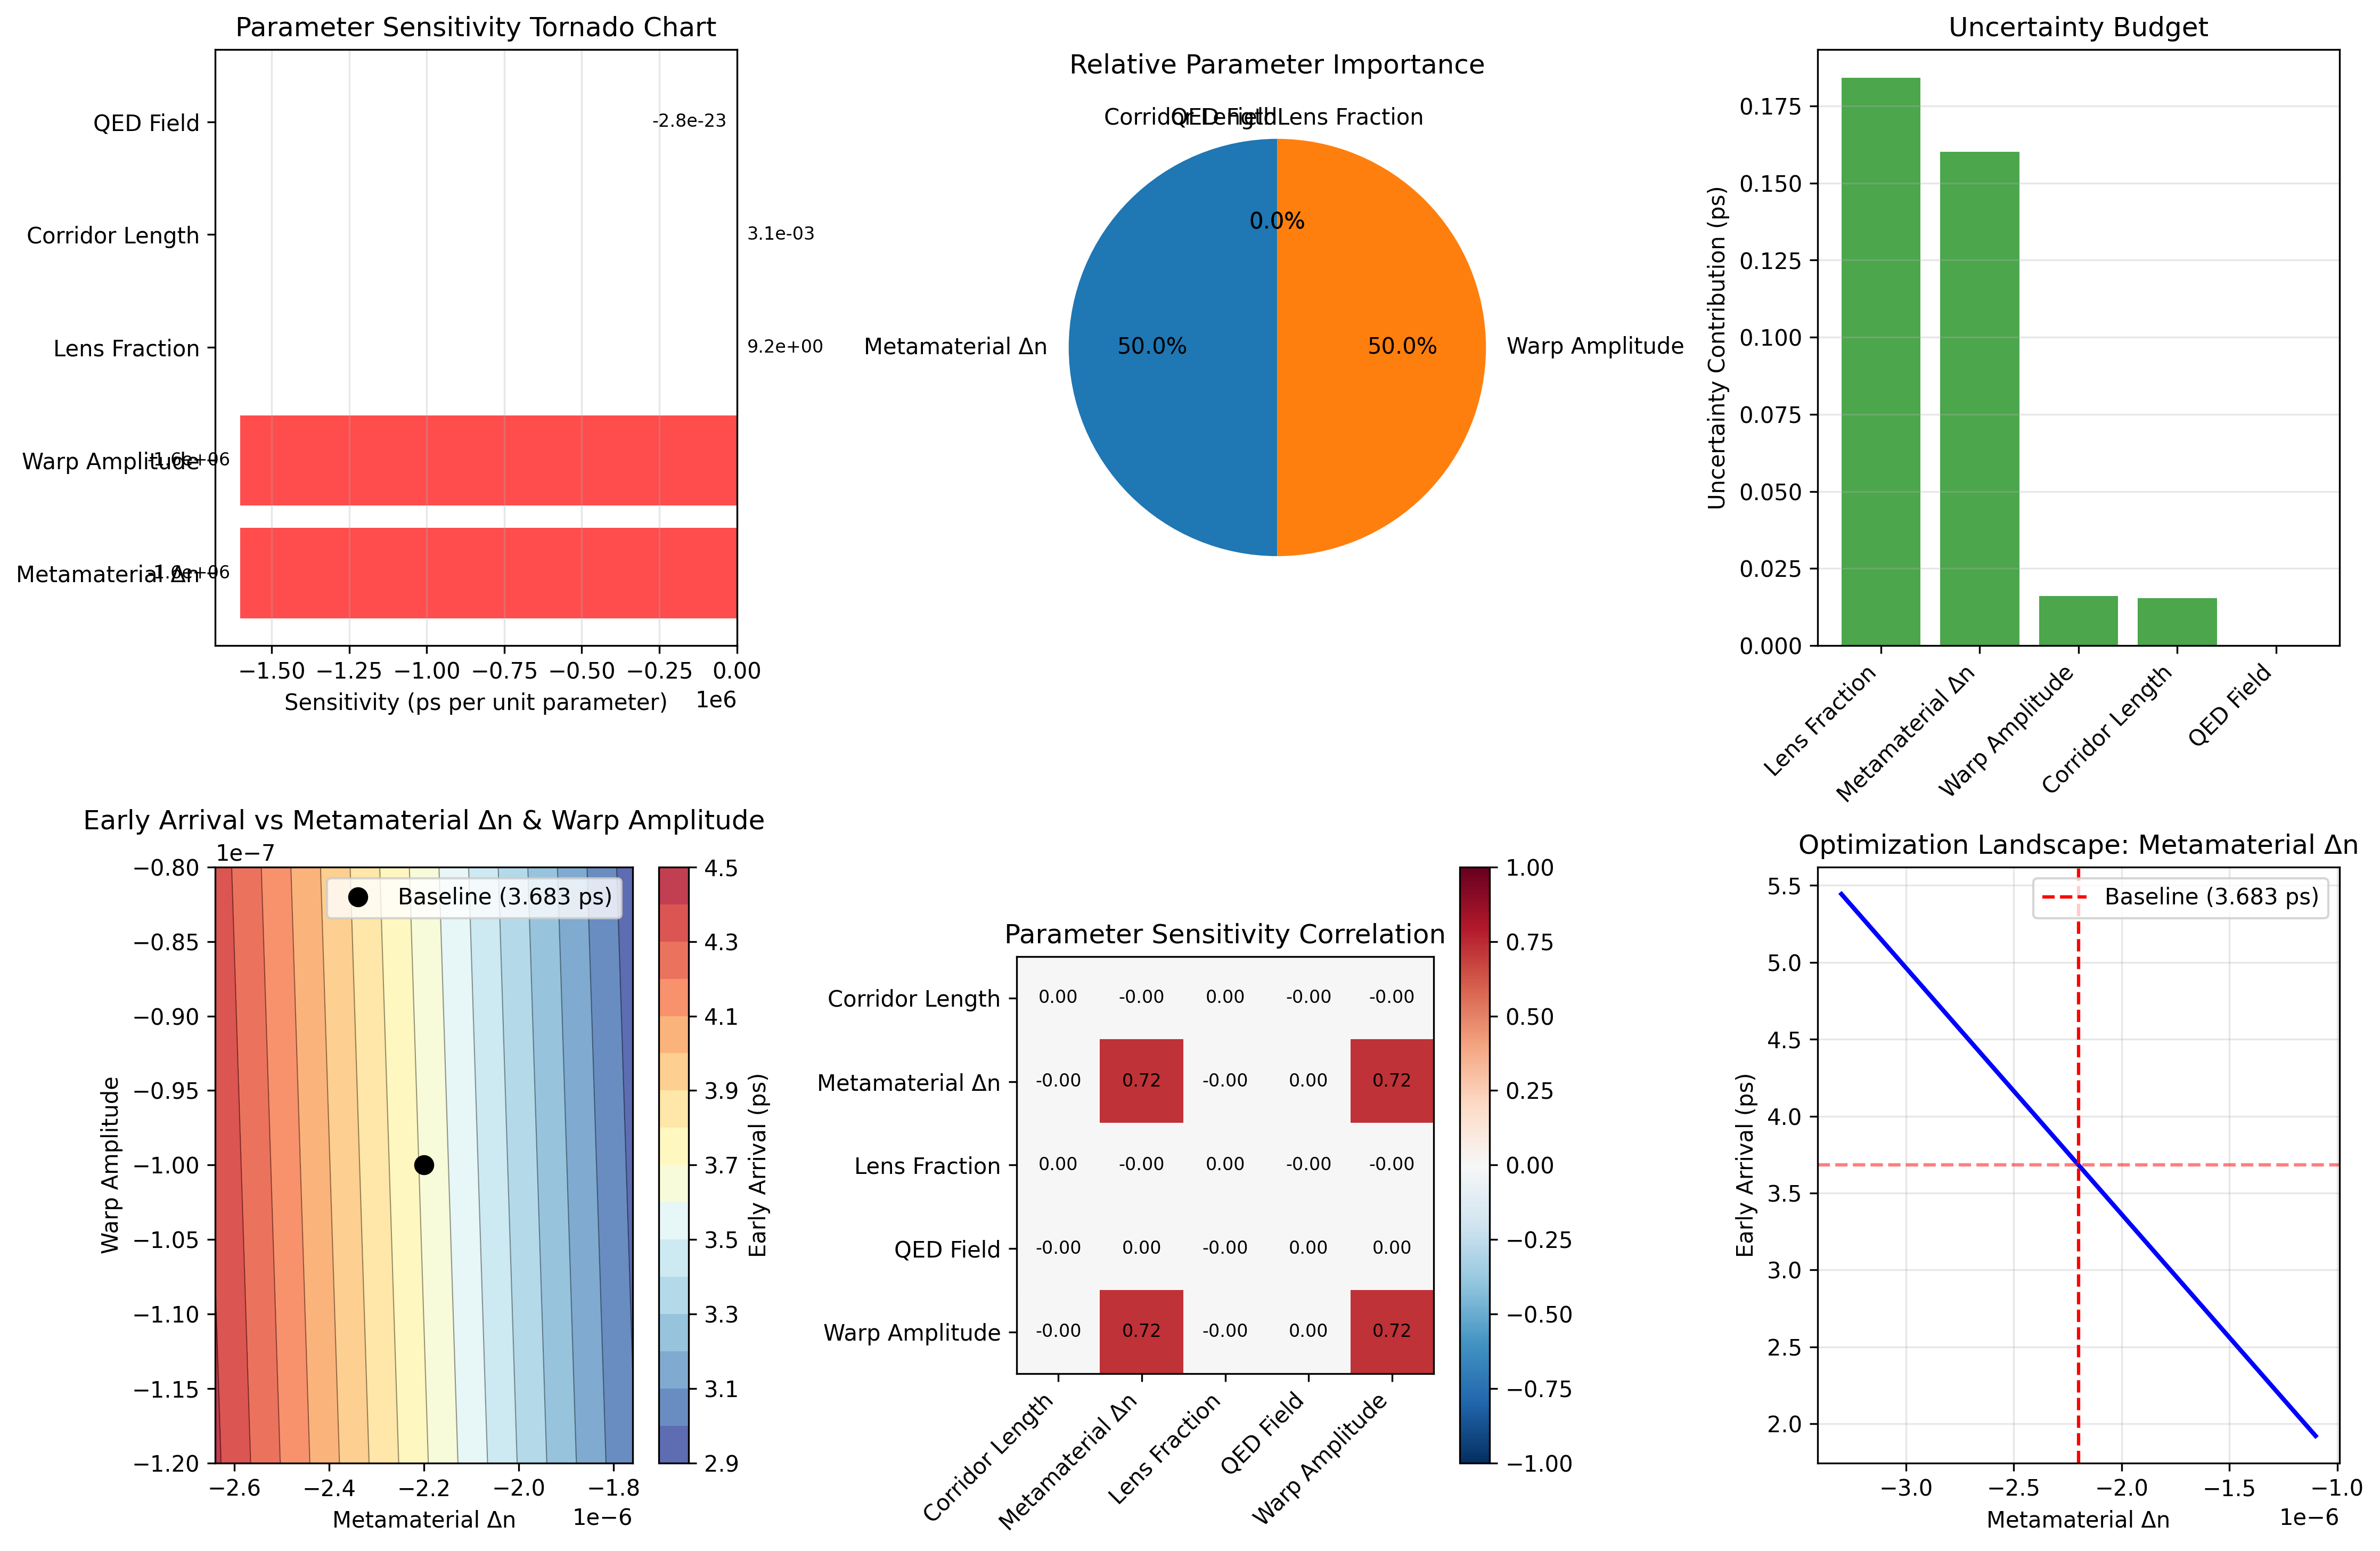 Parameter Sensitivity Tornado Chart
QED Field
Corridor Length
Lens Fraction
Warp Amplitude
Metamaterial Δn
-2.8e-23
3.1e-03
9.2e+00
-1.6e+06
-1.6e+06
−1.50 −1.25 −1.00 −0.75 −0.50 −0.25 0.00
1e6
Sensitivity (ps per unit parameter)
Relative Parameter Importance
Corridor Length
QED Field
Lens Fraction
0.0%
Metamaterial Δn
50.0%
50.0%
Warp Amplitude
Uncertainty Budget
Uncertainty Contribution (ps)
0.175
0.150
0.125
0.100
0.075
0.050
0.025
0.000
Lens Fraction
Metamaterial Δn
Warp Amplitude
Corridor Length
QED Field
Early Arrival vs Metamaterial Δn & Warp Amplitude
1e−7
Baseline (3.683 ps)
Warp Amplitude
−0.80
−0.85
−0.90
−0.95
−1.00
−1.05
−1.10
−1.15
−1.20
−2.6 −2.4 −2.2 −2.0 −1.8
1e−6
Metamaterial Δn
4.5
4.3
4.1
3.9
3.7
3.5
3.3
3.1
2.9
Early Arrival (ps)
Parameter Sensitivity Correlation
Corridor Length 0.00 -0.00 0.00 -0.00 -0.00
Metamaterial Δn -0.00 0.72 -0.00 0.00 0.72
Lens Fraction 0.00 -0.00 0.00 -0.00 -0.00
QED Field -0.00 0.00 -0.00 0.00 0.00
Warp Amplitude -0.00 0.72 -0.00 0.00 0.72
Corridor Length
Metamaterial Δn
Lens Fraction
QED Field
Warp Amplitude
1.00
0.75
0.50
0.25
0.00
−0.25
−0.50
−0.75
−1.00
Optimization Landscape: Metamaterial Δn
Baseline (3.683 ps)
Early Arrival (ps)
5.5
5.0
4.5
4.0
3.5
3.0
2.5
2.0
−3.0 −2.5 −2.0 −1.5 −1.0
1e−6
Metamaterial Δn